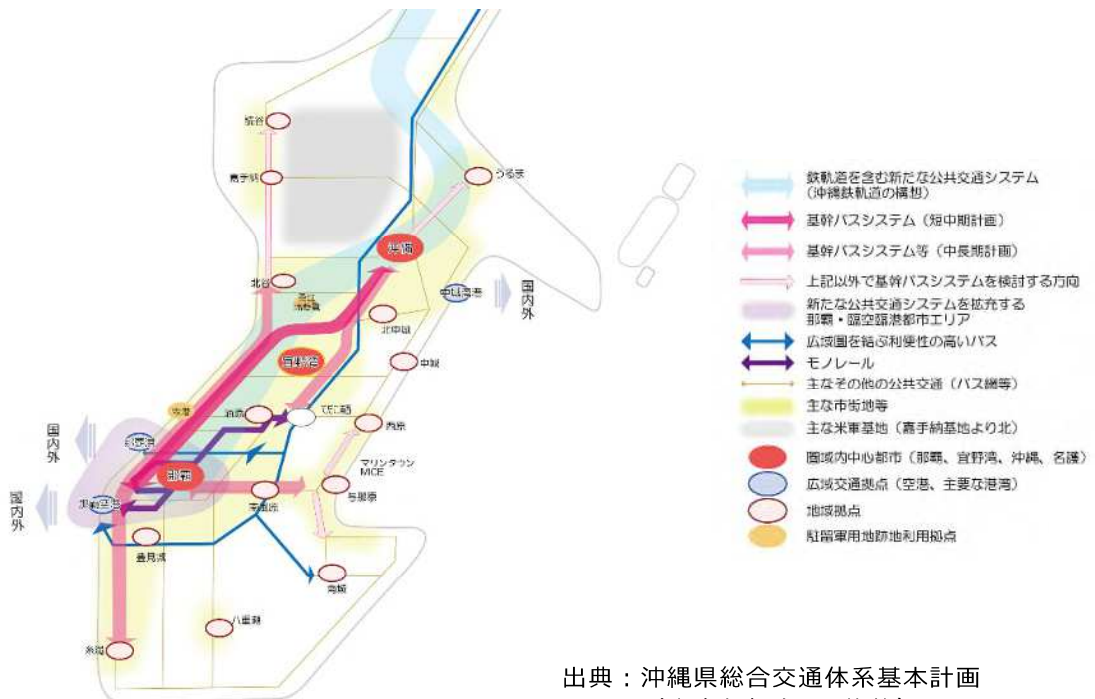 読谷
嘉手納
うるま
沖縄
北谷
中城湾港
国内外
北中城
宜野湾
中城
浦添
てだこ浦西
西原
国内外
那覇港
マリンタウン
MICE
那覇
与那原
国内外
那覇空港
南風原
豊見城
南城
八重瀬
糸満
鉄軌道を含む新たな公共交通システム
(沖縄鉄軌道の構想)
基幹バスシステム(短中期計画)
基幹バスシステム等(中長期計画)
上記以外で基幹バスシステムを検討する方向
新たな公共交通システムを拡充する
那覇・臨空臨港都市エリア
広域圏を結ぶ利便性の高いバス
モノレール
主なその他の公共交通(バス網等)
主な市街地等
主な米軍基地(嘉手納基地より北)
圏域内中心都市(那覇、宜野湾、沖縄、名護)
広域交通拠点(空港、主要な港湾)
地域拠点
駐留軍用地跡地利用拠点
出典:沖縄県総合交通体系基本計画